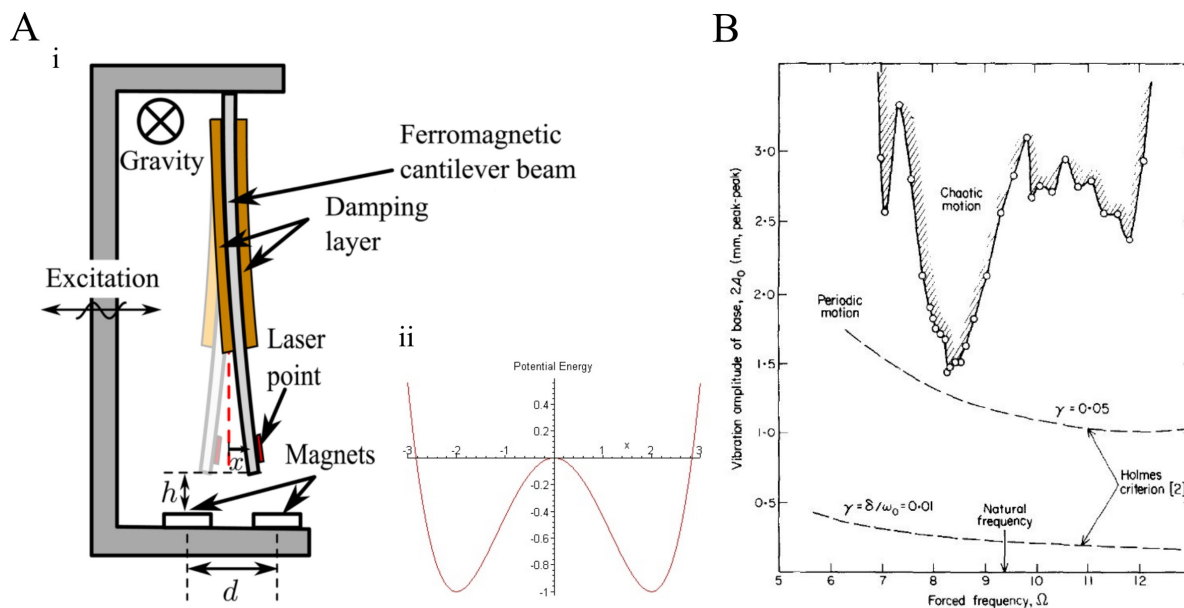 A
i
Gravity
Ferromagnetic
cantilever beam
Damping
layer
Excitation
Laser
point
x
Magnets
h
d
ii
Potential Energy
0.4
0.2
-3 -2 -1 0 1 x 2 3
-0.2
-0.4
-0.6
-0.8
-1
B
Vibration amplitude of base, 2A₀ (mm, peak-peak)
3·0
2·5
2·0
1·5
1·0
0·5
Chaotic
motion
Periodic
motion
γ = 0·05
Holmes
criterion [2]
γ = δ/ω₀ = 0·01
Natural
frequency
5 6 7 8 9 10 11 12
Forced frequency, Ω